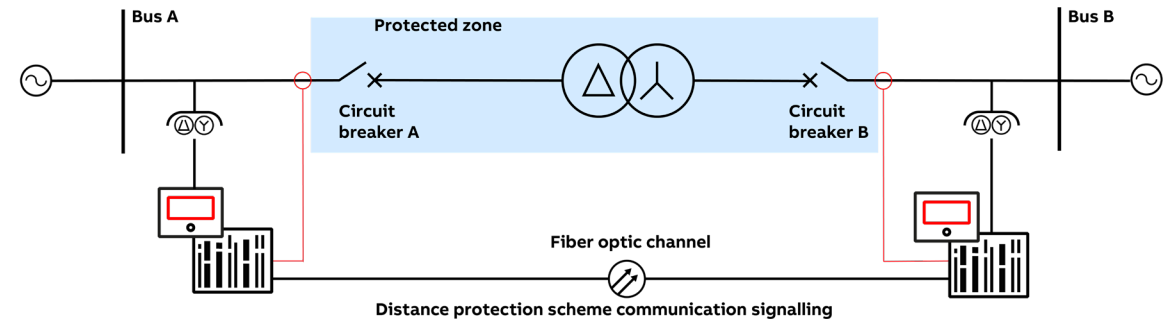 Bus A
Protected zone
Bus B
Circuit
breaker A
Circuit
breaker B
Fiber optic channel
Distance protection scheme communication signalling